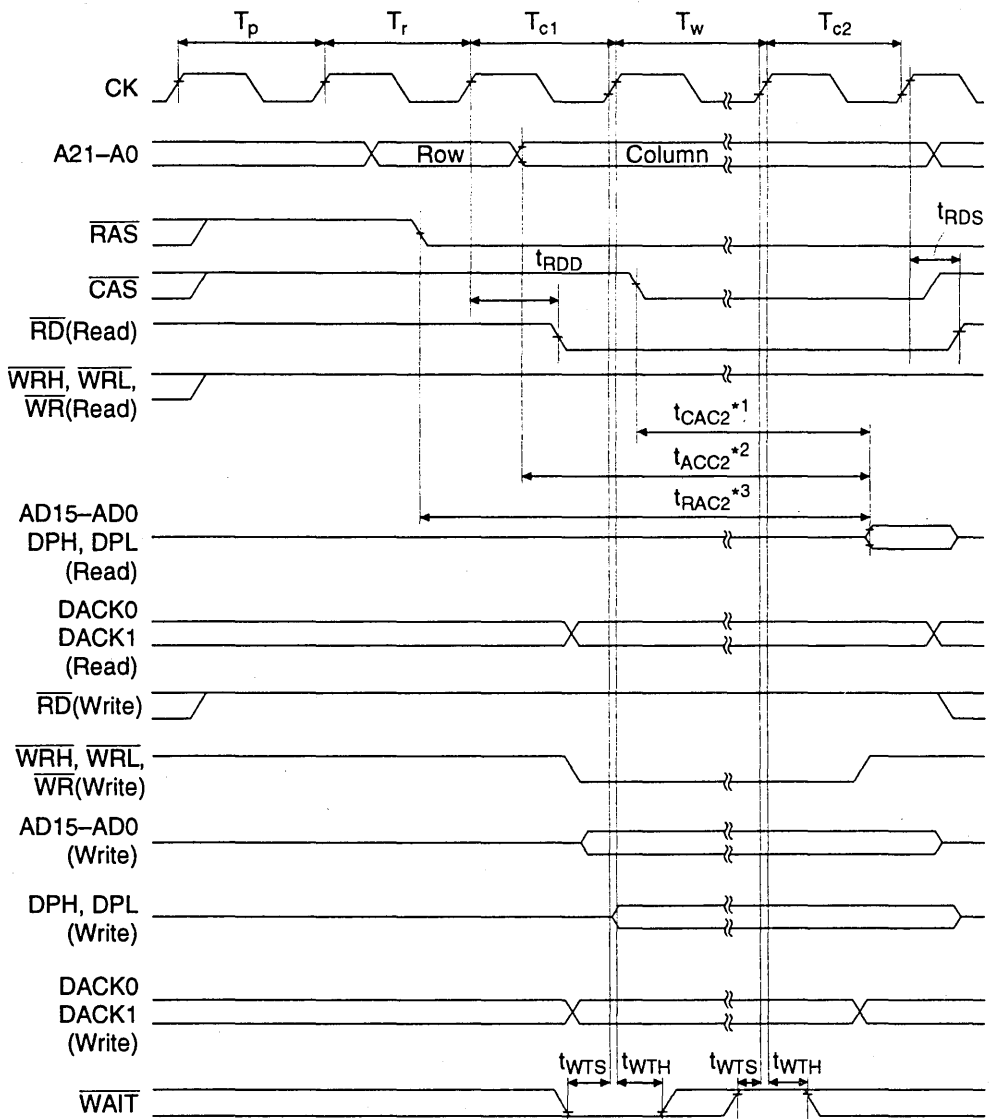 Tp Tr Tc1 Tw Tc2
CK
A21–A0 Row Column
RAS
tRDS
tRDD
CAS
RD(Read)
WRH, WRL,
WR(Read)
tCAC2*1
tACC2*2
tRAC2*3
AD15–AD0
DPH, DPL
(Read)
DACK0
DACK1
(Read)
RD(Write)
WRH, WRL,
WR(Write)
AD15–AD0
(Write)
DPH, DPL
(Write)
DACK0
DACK1
(Write)
tWTS tWTH tWTS tWTH
WAIT